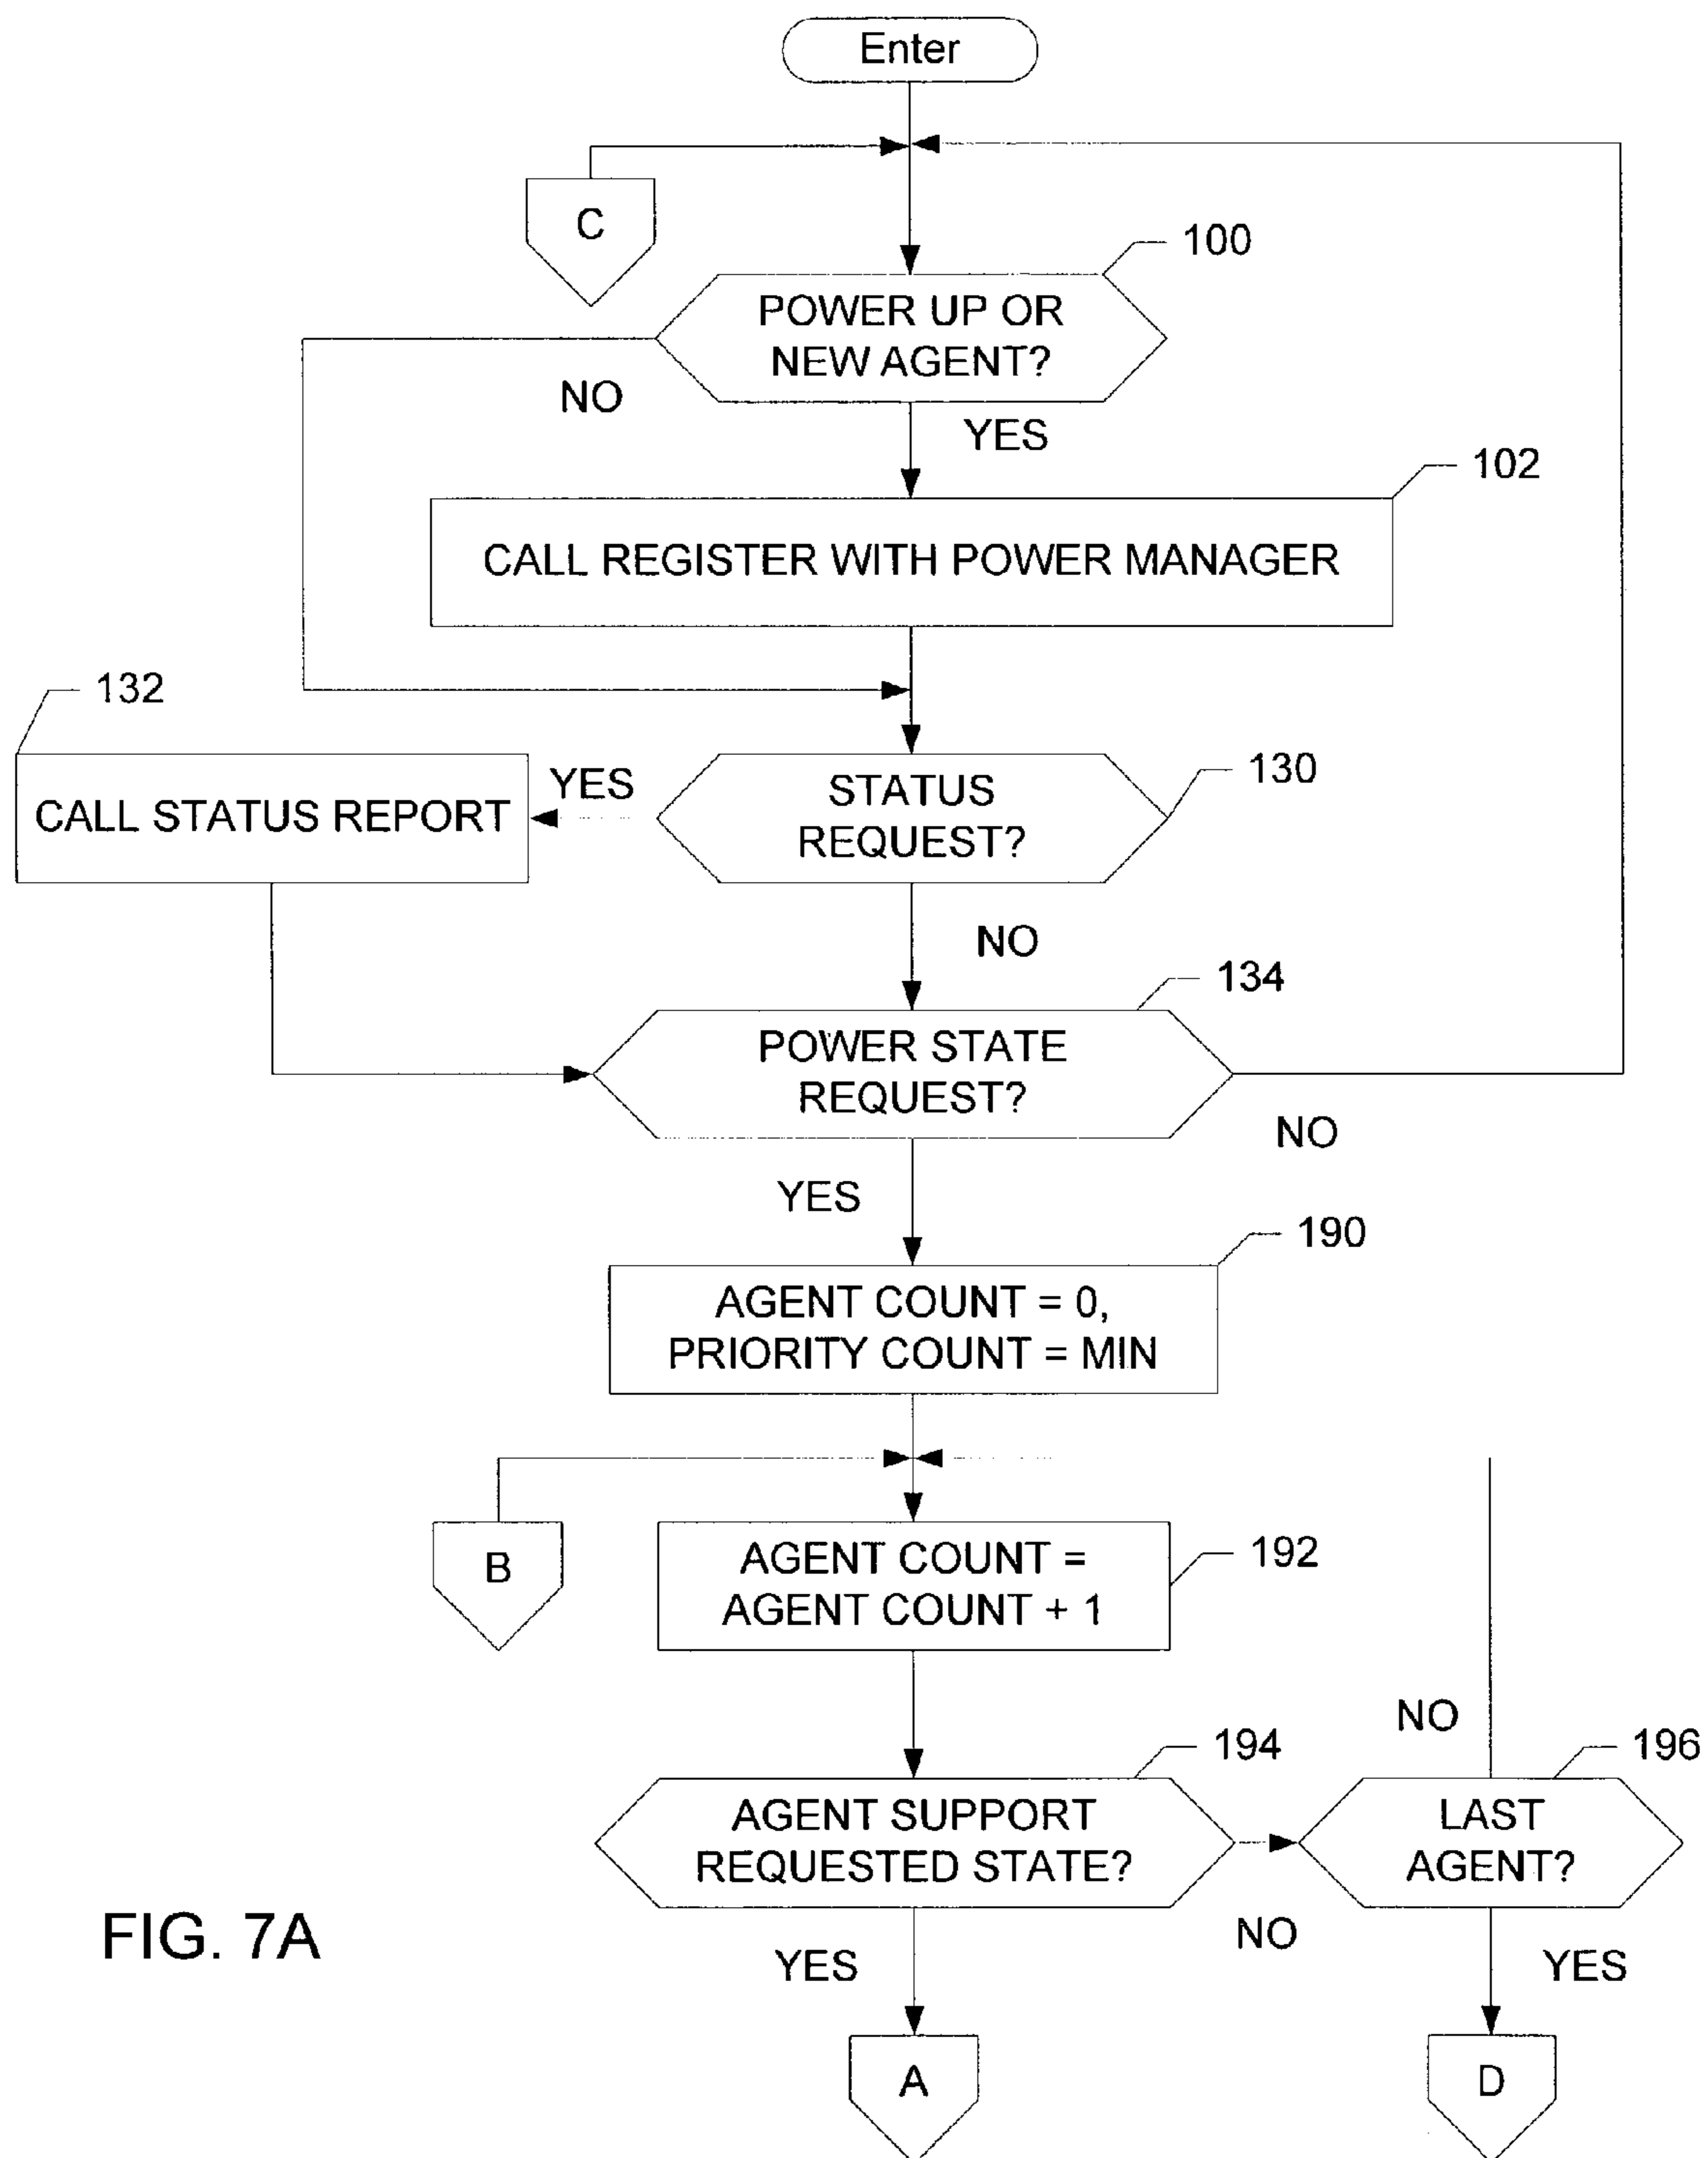 Enter
C
100
POWER UP OR
NEW AGENT?
NO
YES
102
CALL REGISTER WITH POWER MANAGER
132
CALL STATUS REPORT
YES
STATUS
REQUEST?
130
NO
134
POWER STATE
REQUEST?
NO
YES
190
AGENT COUNT = 0,
PRIORITY COUNT = MIN
B
AGENT COUNT =
AGENT COUNT + 1
192
NO
194
196
AGENT SUPPORT
REQUESTED STATE?
LAST
AGENT?
NO
YES
YES
FIG. 7A
A
D